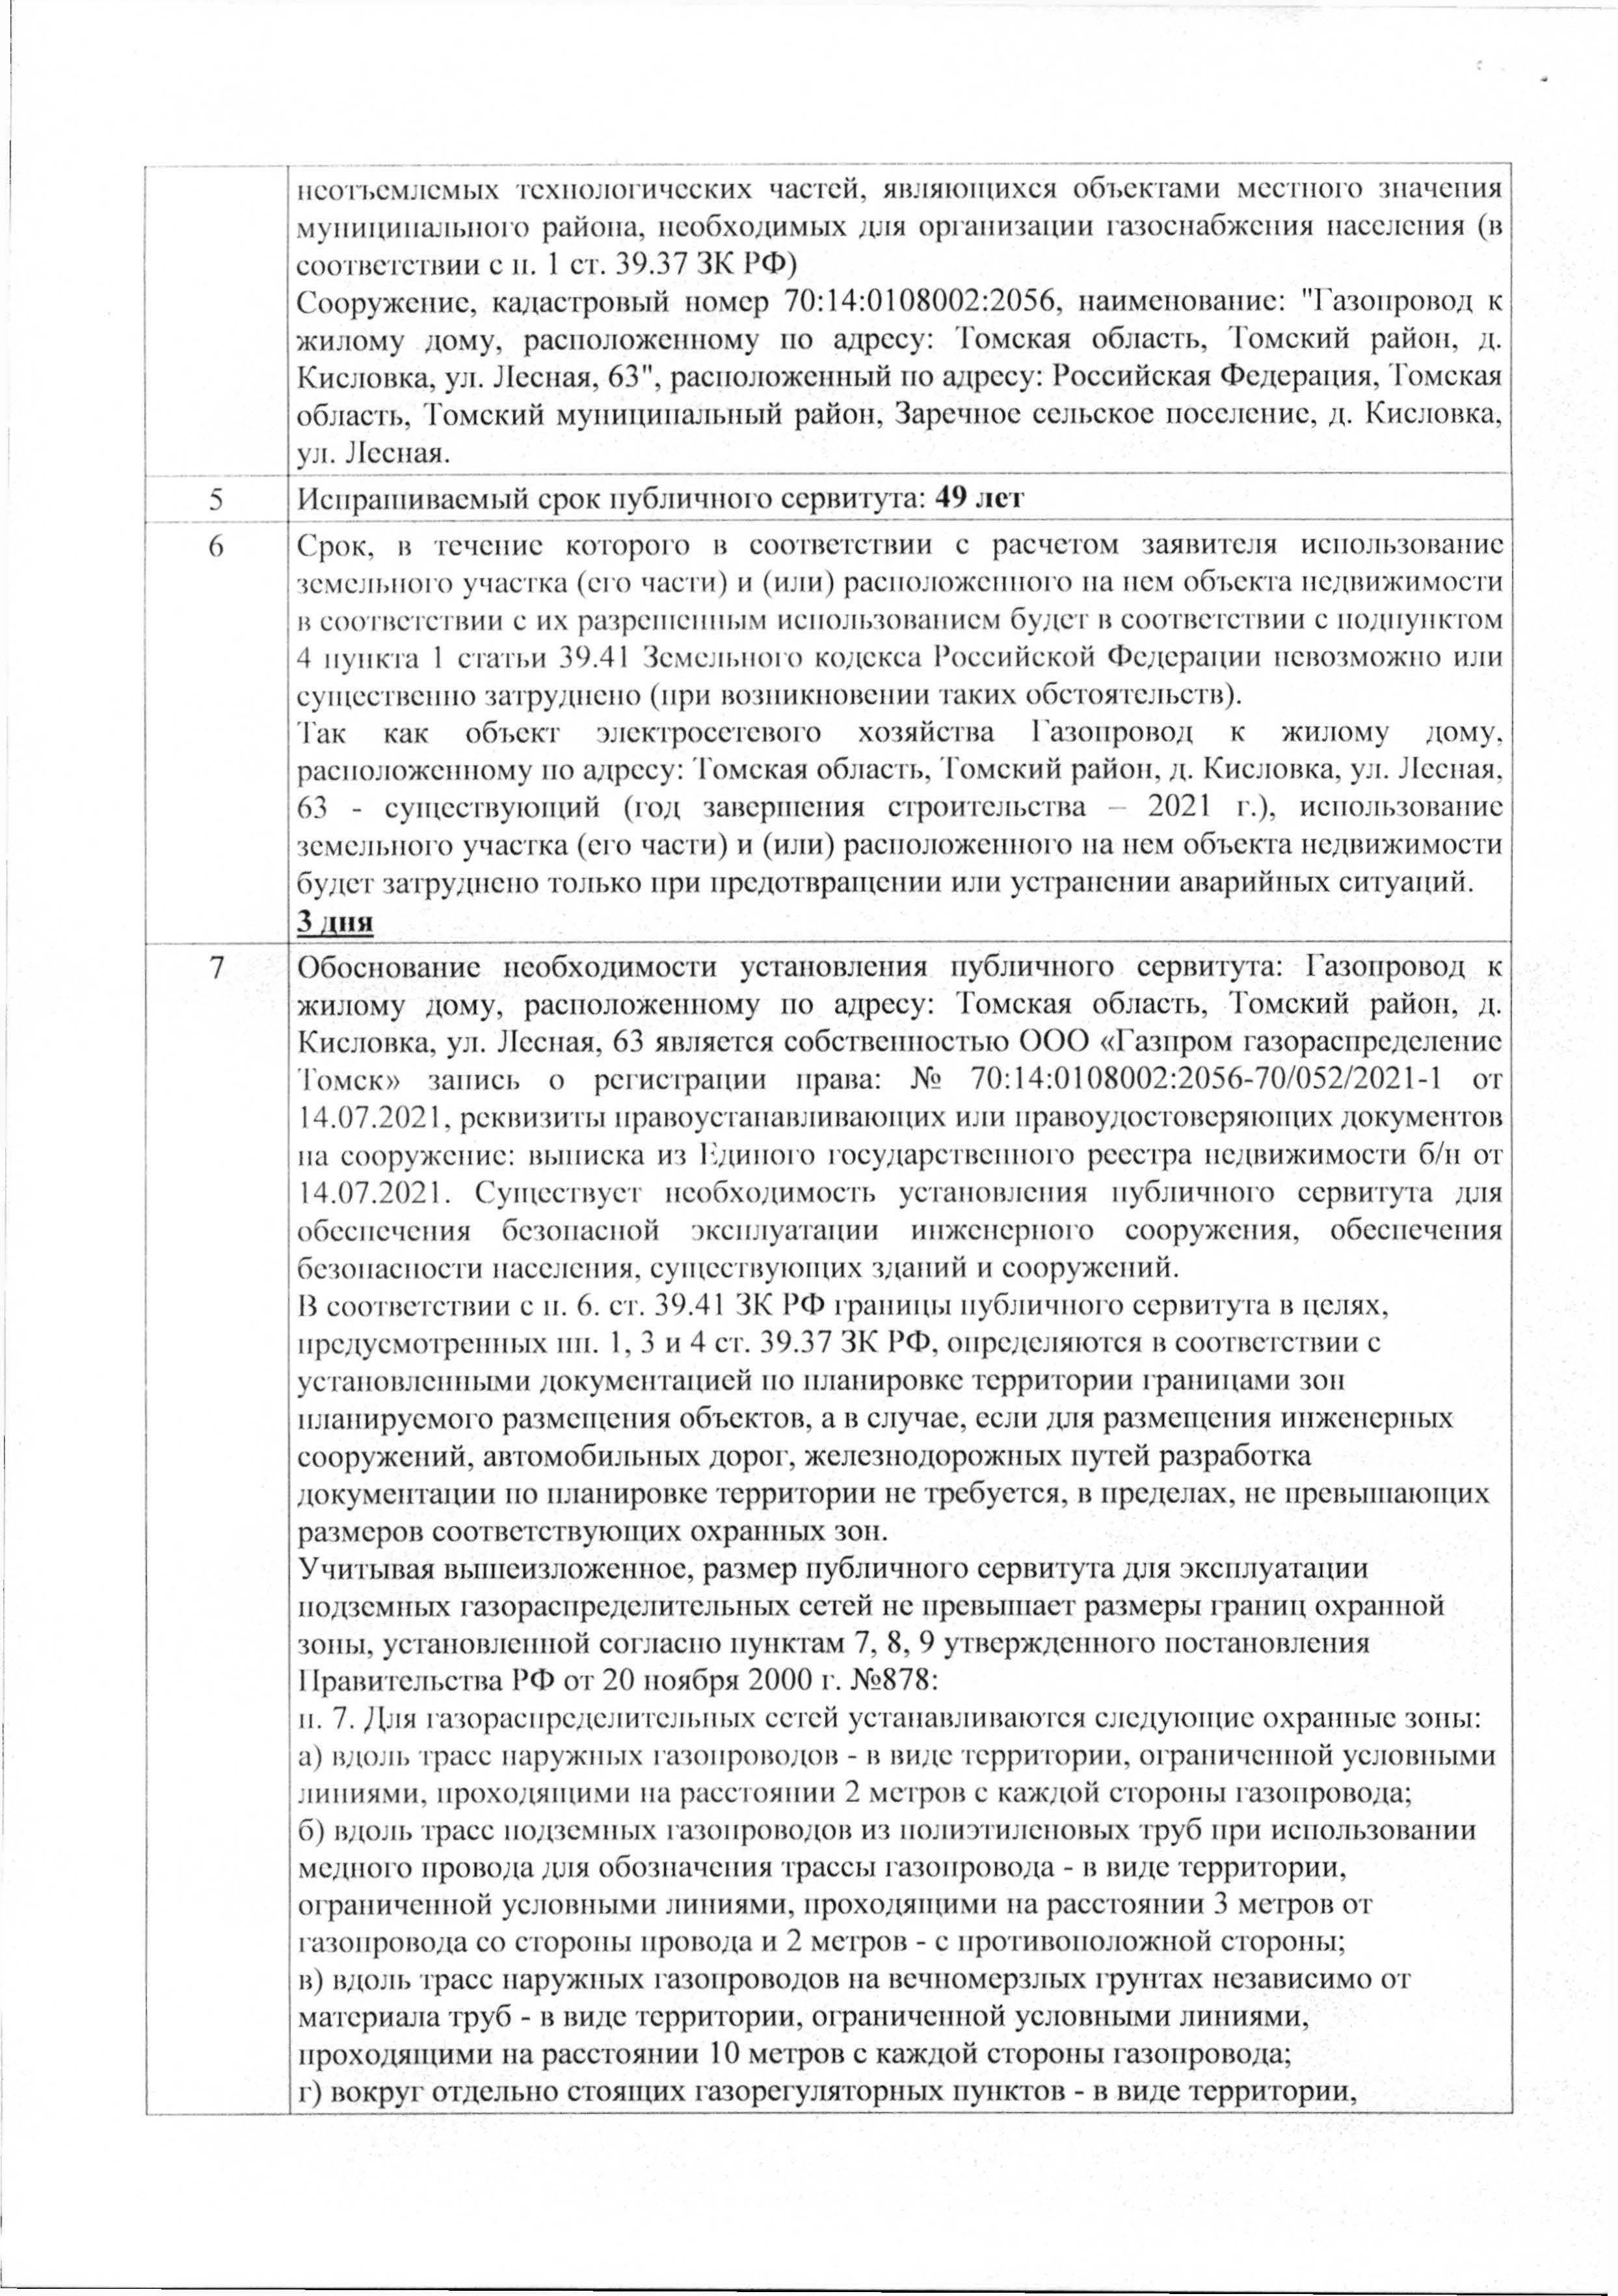 неотъемлемых технологических частей, являющихся объектами местного значения
муниципального района, необходимых для организации газоснабжения населения (в
соответствии с п. 1 ст. 39.37 ЗК РФ)
Сооружение, кадастровый номер 70:14:0108002:2056, наименование: "Газопровод к
жилому дому, расположенному по адресу: Томская область, Томский район, д.
Кисловка, ул. Лесная, 63", расположенный по адресу: Российская Федерация, Томская
область, Томский муниципальный район, Заречное сельское поселение, д. Кисловка,
ул. Лесная.
5 Испрашиваемый срок публичного сервитута: 49 лет
6 Срок, в течение которого в соответствии с расчетом заявителя использование
земельного участка (его части) и (или) расположенного на нем объекта недвижимости
в соответствии с их разрешенным использованием будет в соответствии с подпунктом
4 пункта 1 статьи 39.41 Земельного кодекса Российской Федерации невозможно или
существенно затруднено (при возникновении таких обстоятельств).
Так как объект электросетевого хозяйства Газопровод к жилому дому,
расположенному по адресу: Томская область, Томский район, д. Кисловка, ул. Лесная,
63 - существующий (год завершения строительства – 2021 г.), использование
земельного участка (его части) и (или) расположенного на нем объекта недвижимости
будет затруднено только при предотвращении или устранении аварийных ситуаций.
3 дня
7 Обоснование необходимости установления публичного сервитута: Газопровод к
жилому дому, расположенному по адресу: Томская область, Томский район, д.
Кисловка, ул. Лесная, 63 является собственностью ООО «Газпром газораспределение
Томск» запись о регистрации права: № 70:14:0108002:2056-70/052/2021-1 от
14.07.2021, реквизиты правоустанавливающих или правоудостоверяющих документов
на сооружение: выписка из Единого государственного реестра недвижимости б/н от
14.07.2021. Существует необходимость установления публичного сервитута для
обеспечения безопасной эксплуатации инженерного сооружения, обеспечения
безопасности населения, существующих зданий и сооружений.
В соответствии с п. 6. ст. 39.41 ЗК РФ границы публичного сервитута в целях,
предусмотренных пп. 1, 3 и 4 ст. 39.37 ЗК РФ, определяются в соответствии с
установленными документацией по планировке территории границами зон
планируемого размещения объектов, а в случае, если для размещения инженерных
сооружений, автомобильных дорог, железнодорожных путей разработка
документации по планировке территории не требуется, в пределах, не превышающих
размеров соответствующих охранных зон.
Учитывая вышеизложенное, размер публичного сервитута для эксплуатации
подземных газораспределительных сетей не превышает размеры границ охранной
зоны, установленной согласно пунктам 7, 8, 9 утвержденного постановления
Правительства РФ от 20 ноября 2000 г. №878:
п. 7. Для газораспределительных сетей устанавливаются следующие охранные зоны:
а) вдоль трасс наружных газопроводов - в виде территории, ограниченной условными
линиями, проходящими на расстоянии 2 метров с каждой стороны газопровода;
б) вдоль трасс подземных газопроводов из полиэтиленовых труб при использовании
медного провода для обозначения трассы газопровода - в виде территории,
ограниченной условными линиями, проходящими на расстоянии 3 метров от
газопровода со стороны провода и 2 метров - с противоположной стороны;
в) вдоль трасс наружных газопроводов на вечномерзлых грунтах независимо от
материала труб - в виде территории, ограниченной условными линиями,
проходящими на расстоянии 10 метров с каждой стороны газопровода;
г) вокруг отдельно стоящих газорегуляторных пунктов - в виде территории,